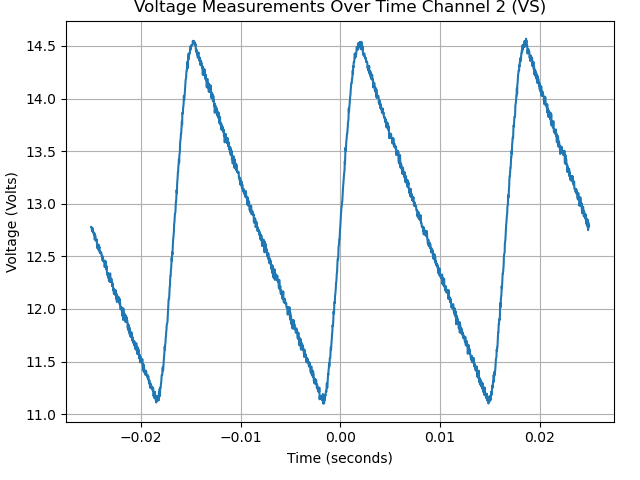 Voltage Measurements Over Time Channel 2 (VS)
14.5
14.0
13.5
13.0
12.5
12.0
11.5
11.0
Voltage (Volts)
−0.02 −0.01 0.00 0.01 0.02
Time (seconds)